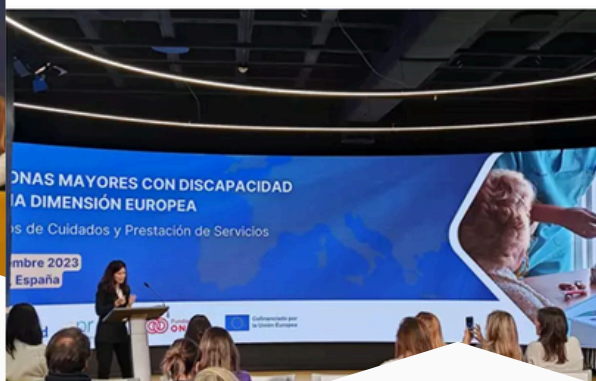 ONAS MAYORES CON DISCAPACIDAD
IA DIMENSIÓN EUROPEA
os de Cuidados y Prestación de Servicios
mbre 2023
España
Cofinanciado por
la Unión Europea